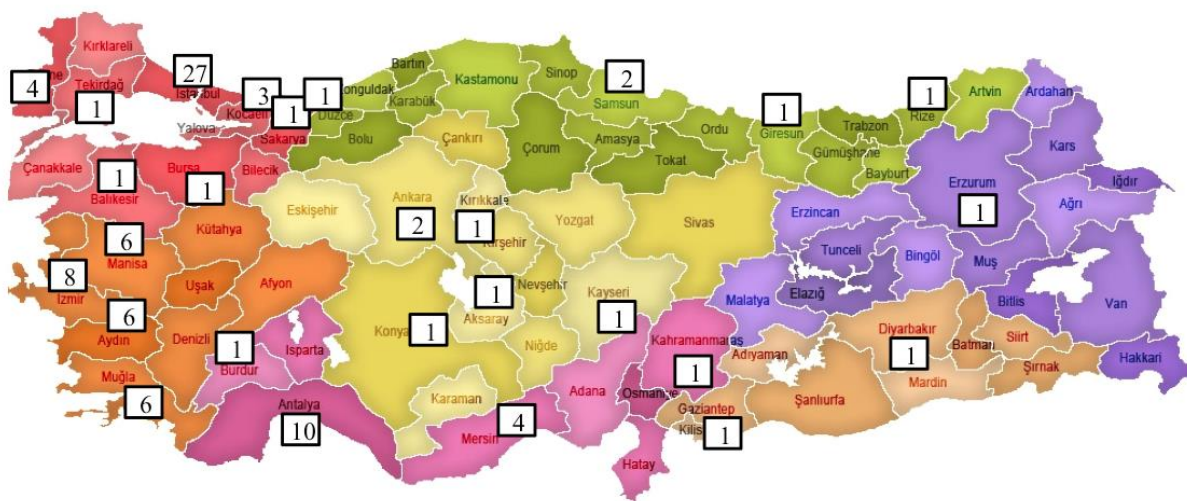 Kırklareli
4
Tekirdağ
1
27
İstanbul
3
Kocaeli
1
1
Yalova
Sakarya
Düzce
Bartın
Karabük
Kastamonu
Sinop
2
Samsun
Bolu
Çankırı
Çorum
Amasya
Tokat
Ordu
1
Giresun
Trabzon
Gümüşhane
Bayburt
1
Rize
Artvin
Ardahan
Kars
Iğdır
Çanakkale
1
Balıkesir
Bursa
1
Bilecik
Eskişehir
Ankara
2
Kırıkkale
1
Kırşehir
Yozgat
Sivas
Erzincan
Erzurum
1
Ağrı
6
Manisa
Kütahya
8
İzmir
Uşak
Afyon
Nevşehir
1
Aksaray
Kayseri
1
Malatya
Tunceli
Elazığ
Bingöl
Muş
Bitlis
Van
6
Aydın
Denizli
1
Burdur
Isparta
Konya
1
Niğde
Kahramanmaraş
1
Adıyaman
Diyarbakır
1
Batman
Siirt
Şırnak
Hakkari
Muğla
6
Antalya
10
Karaman
Mersin
4
Adana
Osmaniye
Gaziantep
Kilis
1
Şanlıurfa
Mardin
Hatay